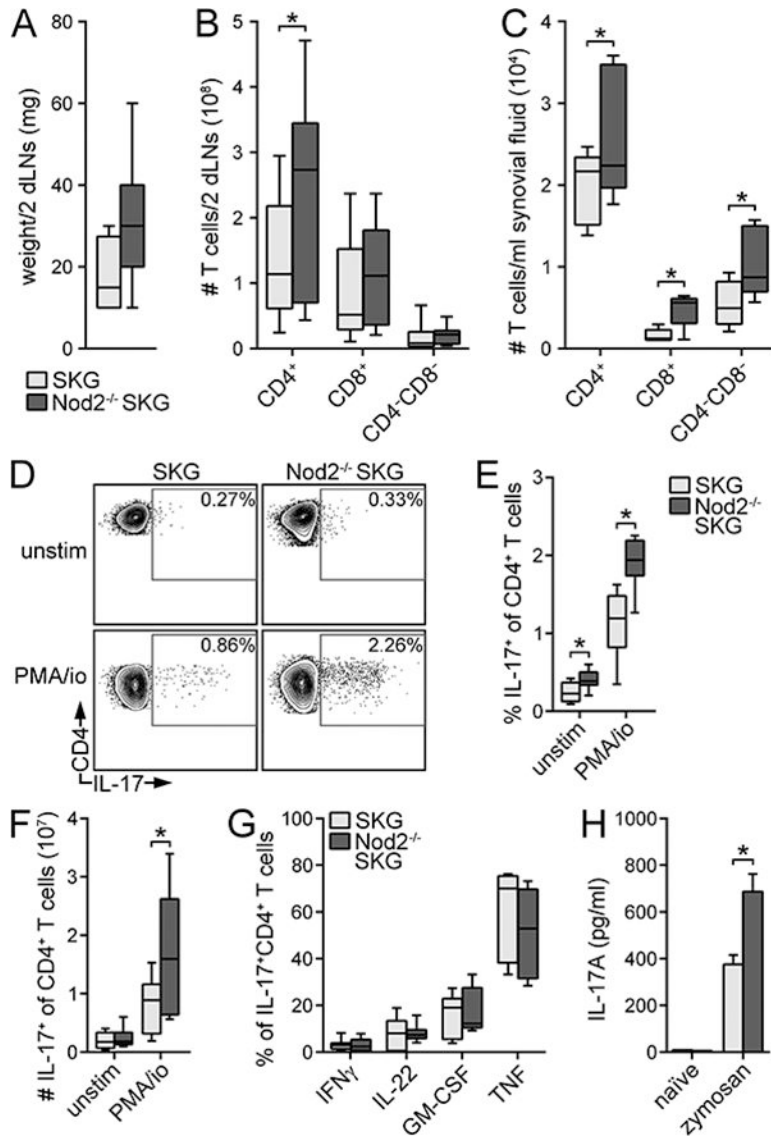 A
weight/2 dLNs (mg)
80
60
40
20
0
SKG
Nod2-/- SKG
B
# T cells/2 dLNs (10⁸)
5
4
3
2
1
0
*
CD4⁺
CD8⁺
CD4⁻CD8⁻
C
# T cells/ml synovial fluid (10⁴)
4
3
2
1
0
*
*
*
CD4⁺
CD8⁺
CD4⁻CD8⁻
D
SKG
Nod2-/- SKG
unstim
0.27%
0.33%
PMA/io
0.86%
2.26%
CD4
IL-17
E
% IL-17⁺ of CD4⁺ T cells
3
2
1
0
SKG
Nod2-/-
SKG
*
*
unstim
PMA/io
F
# IL-17⁺ of CD4⁺ T cells (10⁷)
4
3
2
1
0
*
unstim
PMA/io
G
% of IL-17⁺CD4⁺ T cells
100
80
60
40
20
0
SKG
Nod2-/-
SKG
IFNγ
IL-22
GM-CSF
TNF
H
IL-17A (pg/ml)
1000
800
600
400
200
0
*
naïve
zymosan